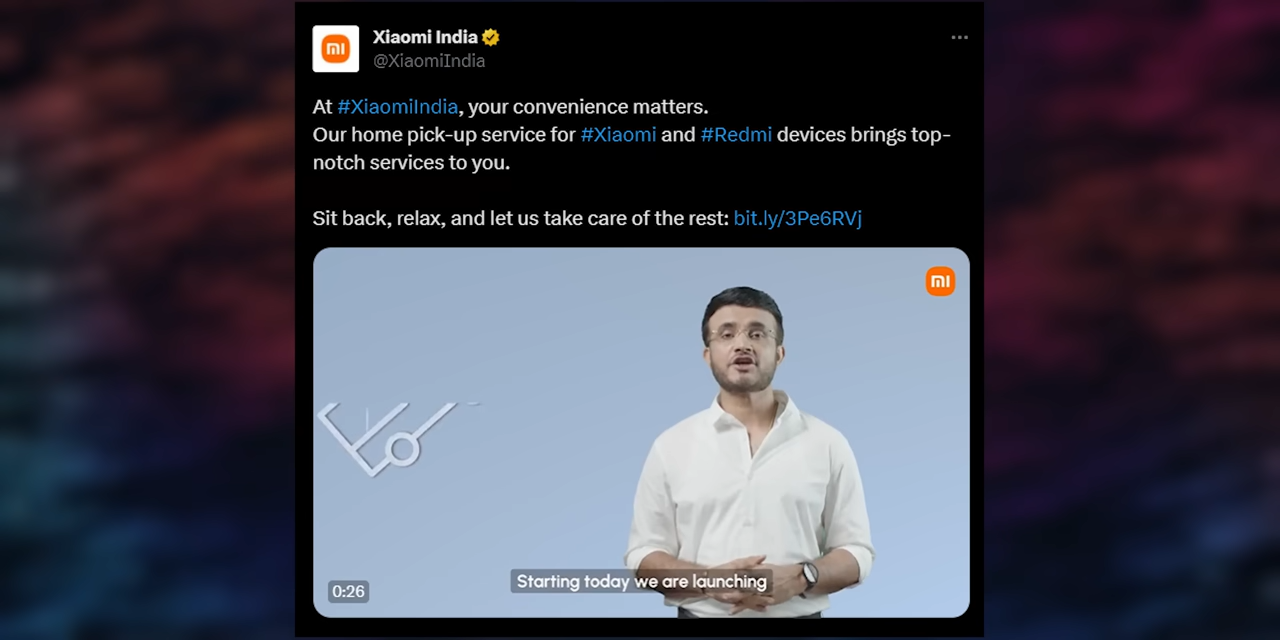 Xiaomi India
@XiaomiIndia
At #XiaomiIndia, your convenience matters.
Our home pick-up service for #Xiaomi and #Redmi devices brings top-
notch services to you.
Sit back, relax, and let us take care of the rest: bit.ly/3Pe6RVj
Starting today we are launching
0:26